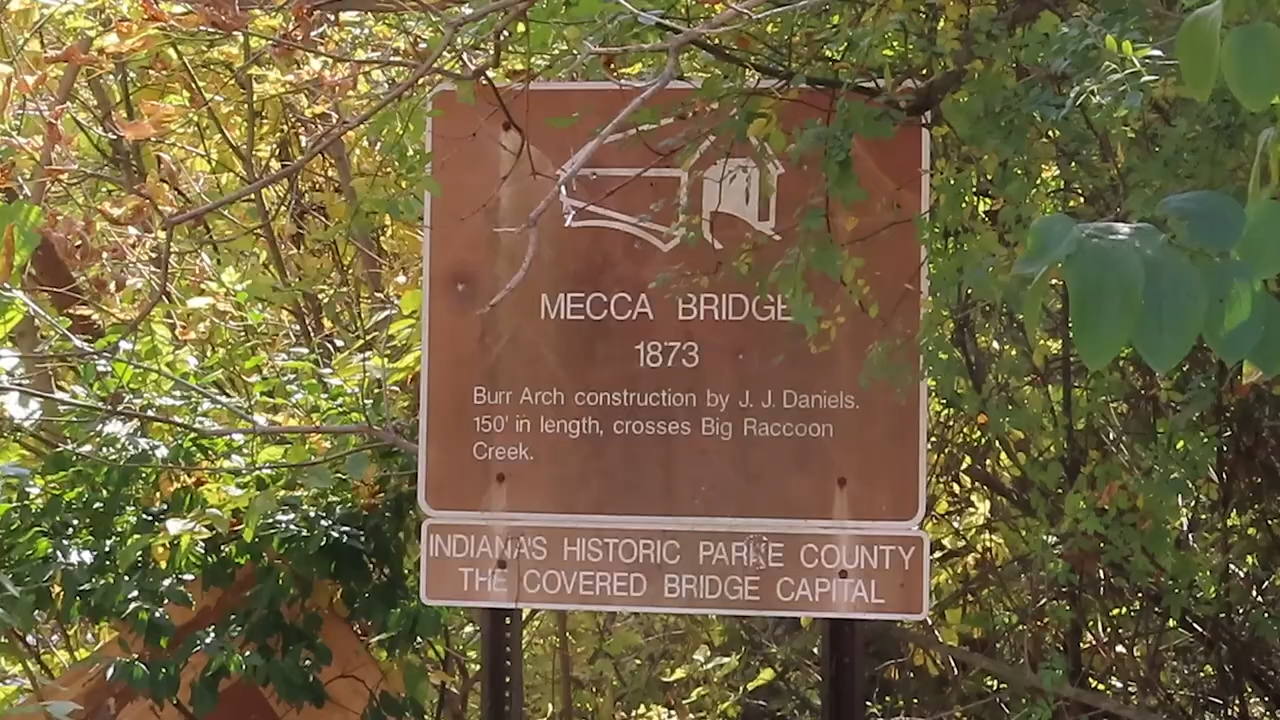 MECCA BRIDGE
1873
Burr Arch construction by J. J. Daniels.
150' in length, crosses Big Raccoon
Creek.
INDIANA'S HISTORIC PARKE COUNTY
THE COVERED BRIDGE CAPITAL